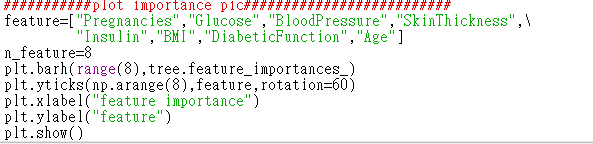 ###########plot importance pic##########################
feature=["Pregnancies","Glucose","BloodPressure","SkinThickness",\
"Insulin","BMI","DiabeticFunction","Age"]
n_feature=8
plt.barh(range(8),tree.feature_importances_)
plt.yticks(np.arange(8),feature,rotation=60)
plt.xlabel("feature importance")
plt.ylabel("feature")
plt.show()